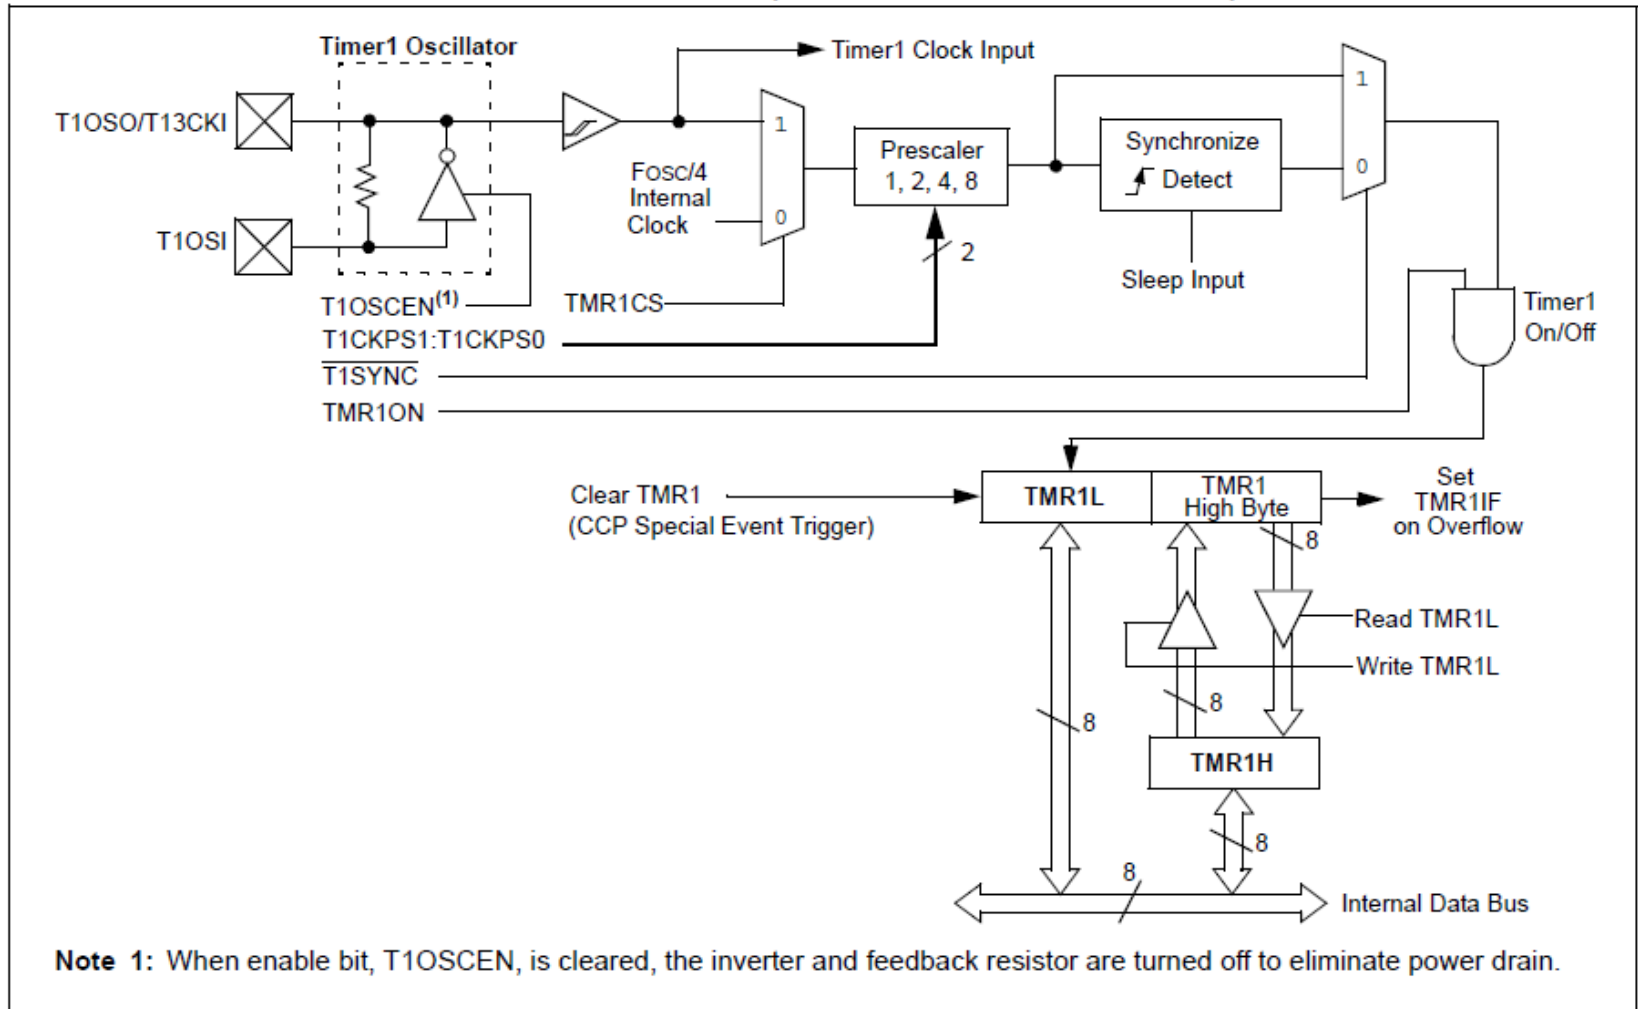 Timer1 Oscillator
Timer1 Clock Input
T1OSO/T13CKI
1
1
Prescaler
1, 2, 4, 8
Synchronize
Detect
FOSC/4
Internal
Clock
0
0
T1OSI
2
Sleep Input
T1OSCEN(1)
TMR1CS
Timer1
On/Off
T1CKPS1:T1CKPS0
T1SYNC
TMR1ON
Clear TMR1
(CCP Special Event Trigger)
TMR1L
TMR1
High Byte
Set
TMR1IF
on Overflow
8
Read TMR1L
Write TMR1L
8
8
TMR1H
8
8
Internal Data Bus
Note 1: When enable bit, T1OSCEN, is cleared, the inverter and feedback resistor are turned off to eliminate power drain.